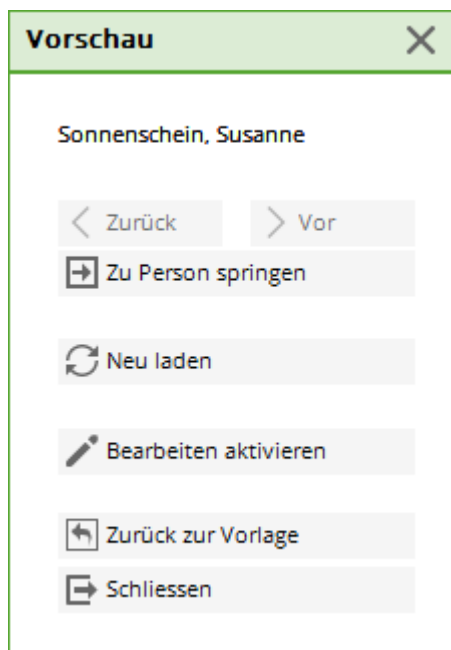 Vorschau
Sonnenschein, Susanne
Zurück Vor
Zu Person springen
Neu laden
Bearbeiten aktivieren
Zurück zur Vorlage
Schliessen